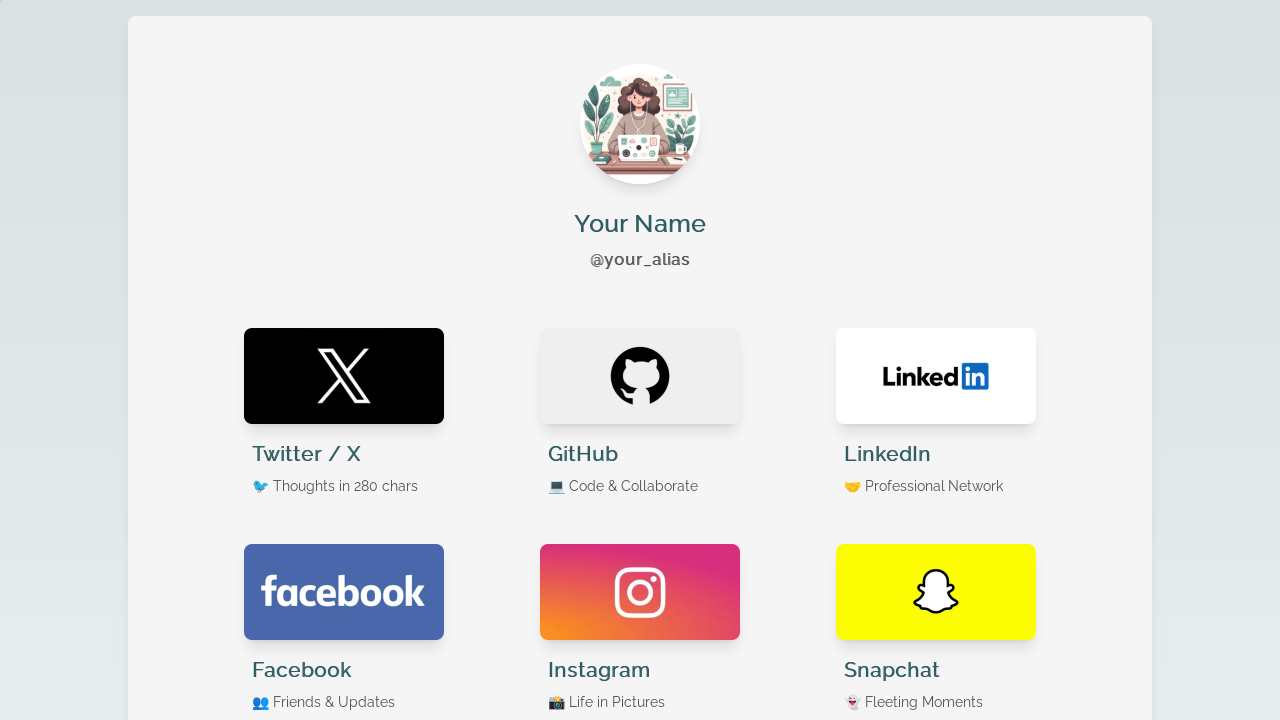 Your Name
@your_alias
Linkedin
Twitter / X
GitHub
LinkedIn
🐦 Thoughts in 280 chars
💻 Code & Collaborate
🤝 Professional Network
facebook
Facebook
Instagram
Snapchat
👥 Friends & Updates
📸 Life in Pictures
👻 Fleeting Moments